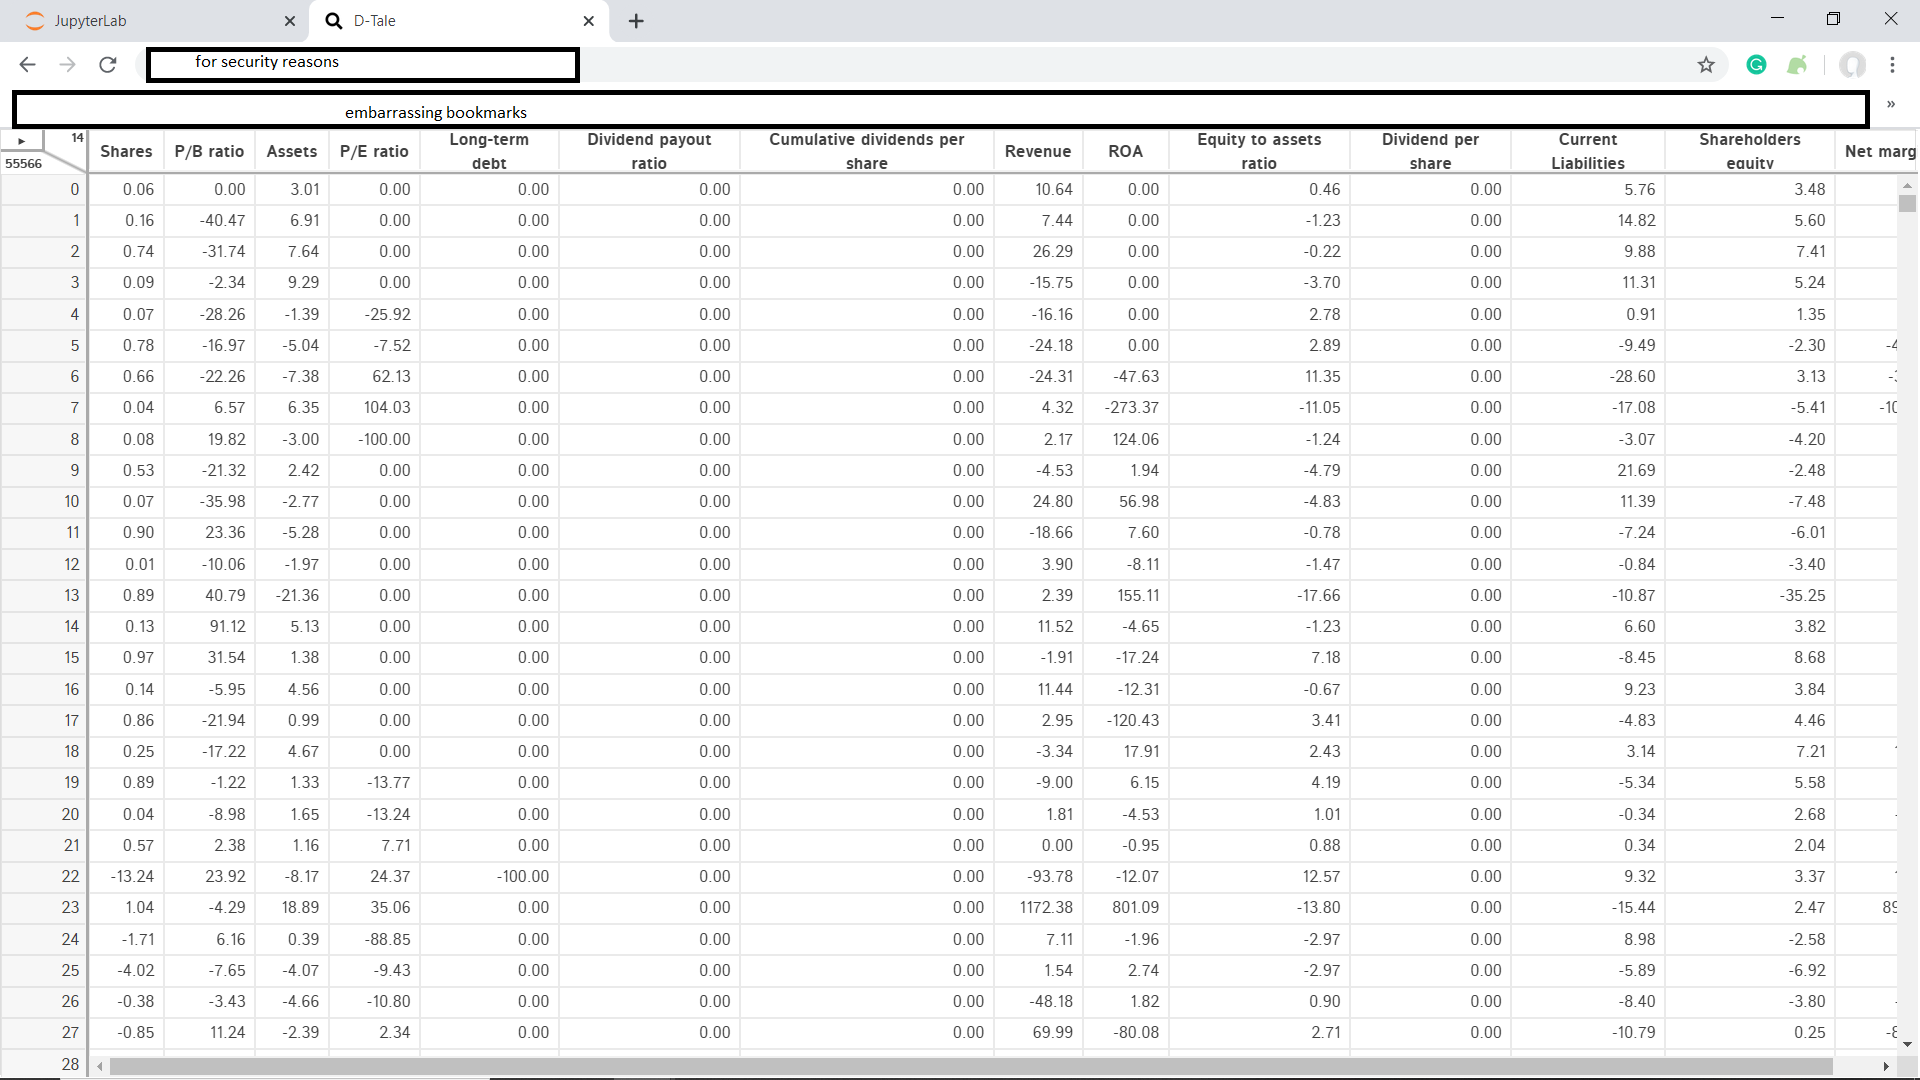 JupyterLab
D-Tale
for security reasons
embarrassing bookmarks
14
55566
Shares P/B ratio Assets P/E ratio Long-term debt Dividend payout ratio Cumulative dividends per share Revenue ROA Equity to assets ratio Dividend per share Current Liabilities Shareholders equity Net marg
0 0.06 0.00 3.01 0.00 0.00 0.00 0.00 10.64 0.00 0.46 0.00 5.76 3.48
1 0.16 -40.47 6.91 0.00 0.00 0.00 0.00 7.44 0.00 -1.23 0.00 14.82 5.60
2 0.74 -31.74 7.64 0.00 0.00 0.00 0.00 26.29 0.00 -0.22 0.00 9.88 7.41
3 0.09 -2.34 9.29 0.00 0.00 0.00 0.00 -15.75 0.00 -3.70 0.00 11.31 5.24
4 0.07 -28.26 -1.39 -25.92 0.00 0.00 0.00 -16.16 0.00 2.78 0.00 0.91 1.35
5 0.78 -16.97 -5.04 -7.52 0.00 0.00 0.00 -24.18 0.00 2.89 0.00 -9.49 -2.30
6 0.66 -22.26 -7.38 62.13 0.00 0.00 0.00 -24.31 -47.63 11.35 0.00 -28.60 3.13
7 0.04 6.57 6.35 104.03 0.00 0.00 0.00 4.32 -273.37 -11.05 0.00 -17.08 -5.41 -10
8 0.08 19.82 -3.00 -100.00 0.00 0.00 0.00 2.17 124.06 -1.24 0.00 -3.07 -4.20
9 0.53 -21.32 2.42 0.00 0.00 0.00 0.00 -4.53 1.94 -4.79 0.00 21.69 -2.48
10 0.07 -35.98 -2.77 0.00 0.00 0.00 0.00 24.80 56.98 -4.83 0.00 11.39 -7.48
11 0.90 23.36 -5.28 0.00 0.00 0.00 0.00 -18.66 7.60 -0.78 0.00 -7.24 -6.01
12 0.01 -10.06 -1.97 0.00 0.00 0.00 0.00 3.90 -8.11 -1.47 0.00 -0.84 -3.40
13 0.89 40.79 -21.36 0.00 0.00 0.00 0.00 2.39 155.11 -17.66 0.00 -10.87 -35.25
14 0.13 91.12 5.13 0.00 0.00 0.00 0.00 11.52 -4.65 -1.23 0.00 6.60 3.82
15 0.97 31.54 1.38 0.00 0.00 0.00 0.00 -1.91 -17.24 7.18 0.00 -8.45 8.68
16 0.14 -5.95 4.56 0.00 0.00 0.00 0.00 11.44 -12.31 -0.67 0.00 9.23 3.84
17 0.86 -21.94 0.99 0.00 0.00 0.00 0.00 2.95 -120.43 3.41 0.00 -4.83 4.46
18 0.25 -17.22 4.67 0.00 0.00 0.00 0.00 -3.34 17.91 2.43 0.00 3.14 7.21
19 0.89 -1.22 1.33 -13.77 0.00 0.00 0.00 -9.00 6.15 4.19 0.00 -5.34 5.58
20 0.04 -8.98 1.65 -13.24 0.00 0.00 0.00 1.81 -4.53 1.01 0.00 -0.34 2.68
21 0.57 2.38 1.16 7.71 0.00 0.00 0.00 0.00 -0.95 0.88 0.00 0.34 2.04
22 -13.24 23.92 -8.17 24.37 -100.00 0.00 0.00 -93.78 -12.07 12.57 0.00 9.32 3.37
23 1.04 -4.29 18.89 35.06 0.00 0.00 0.00 1172.38 801.09 -13.80 0.00 -15.44 2.47 89
24 -1.71 6.16 0.39 -88.85 0.00 0.00 0.00 7.11 -1.96 -2.97 0.00 8.98 -2.58
25 -4.02 -7.65 -4.07 -9.43 0.00 0.00 0.00 1.54 2.74 -2.97 0.00 -5.89 -6.92
26 -0.38 -3.43 -4.66 -10.80 0.00 0.00 0.00 -48.18 1.82 0.90 0.00 -8.40 -3.80
27 -0.85 11.24 -2.39 2.34 0.00 0.00 0.00 69.99 -80.08 2.71 0.00 -10.79 0.25
28